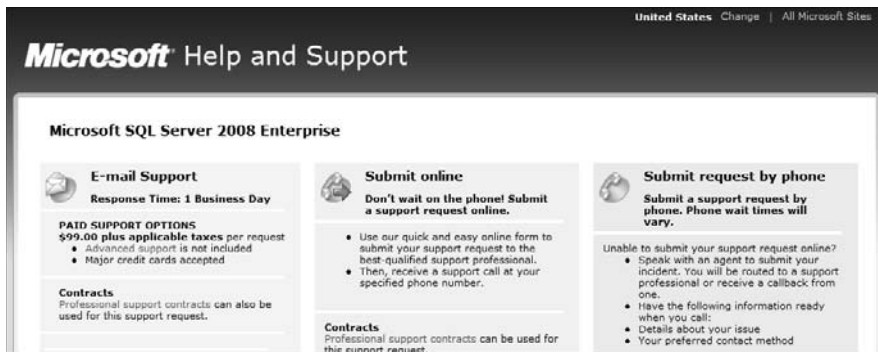 United States Change | All Microsoft Sites
Microsoft Help and Support
Microsoft SQL Server 2008 Enterprise
E-mail Support
Response Time: 1 Business Day
PAID SUPPORT OPTIONS
$99.00 plus applicable taxes per request
• Advanced support is not included
• Major credit cards accepted
Contracts
Professional support contracts can also be
used for this support request.
Submit online
Don't wait on the phone! Submit
a support request online.
• Use our quick and easy online form to
submit your support request to the
best-qualified support professional.
• Then, receive a support call at your
specified phone number.
Contracts
Professional support contracts can be used for
this support request.
Submit request by phone
Submit a support request by
phone. Phone wait times will
vary.
Unable to submit your support request online?
• Speak with an agent to submit your
incident. You will be routed to a support
professional or receive a callback from
one.
• Have the following information ready
when you call:
• Details about your issue
• Your preferred contact method